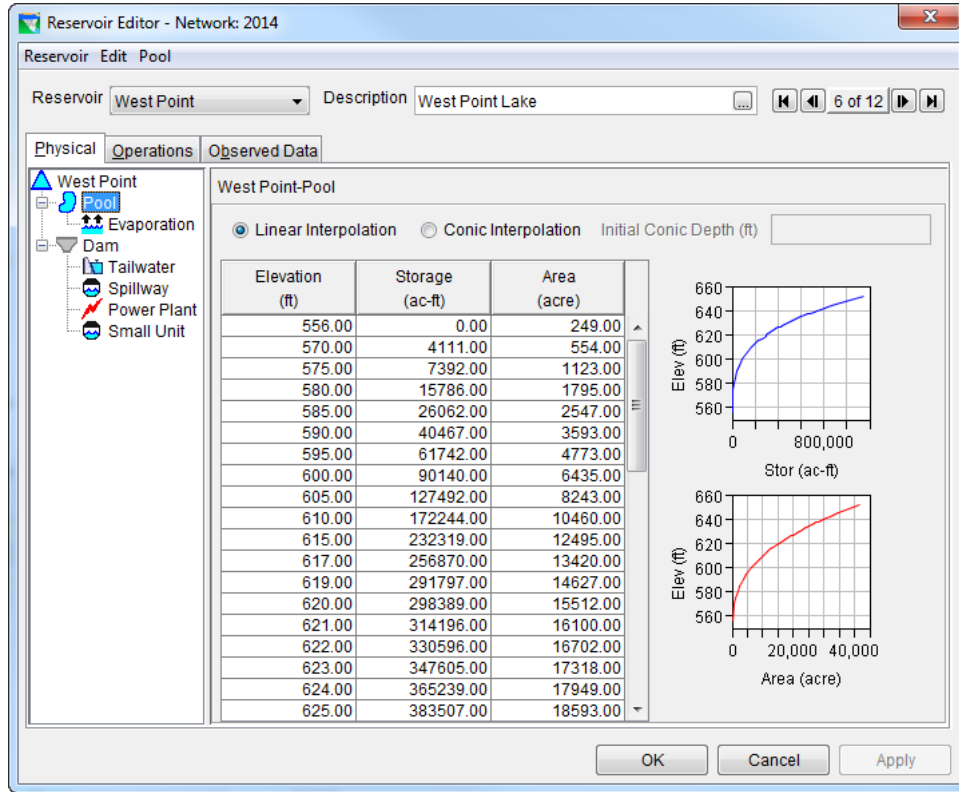 Reservoir Editor - Network: 2014
Reservoir Edit Pool
Reservoir West Point Description West Point Lake ... 6 of 12
Physical Operations Observed Data
West Point
Pool
Evaporation
Dam
Tailwater
Spillway
Power Plant
Small Unit
West Point-Pool
Linear Interpolation Conic Interpolation Initial Conic Depth (ft)
Elevation Storage Area
(ft) (ac-ft) (acre)
556.00 0.00 249.00
570.00 4111.00 554.00
575.00 7392.00 1123.00
580.00 15786.00 1795.00
585.00 26062.00 2547.00
590.00 40467.00 3593.00
595.00 61742.00 4773.00
600.00 90140.00 6435.00
605.00 127492.00 8243.00
610.00 172244.00 10460.00
615.00 232319.00 12495.00
617.00 256870.00 13420.00
619.00 291797.00 14627.00
620.00 298389.00 15512.00
621.00 314196.00 16100.00
622.00 330596.00 16702.00
623.00 347605.00 17318.00
624.00 365239.00 17949.00
625.00 383507.00 18593.00
660
640
620
600
580
560
Elev (ft)
0 800,000
Stor (ac-ft)
660
640
620
600
580
560
Elev (ft)
0 20,000 40,000
Area (acre)
OK Cancel Apply